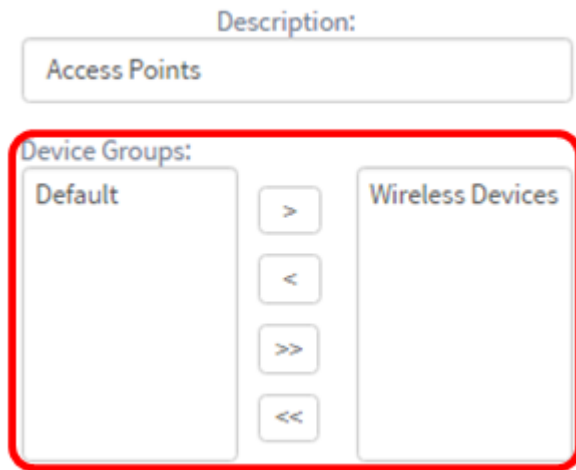 Description:
Access Points
Device Groups:
Default
>
Wireless Devices
<
>>
<<